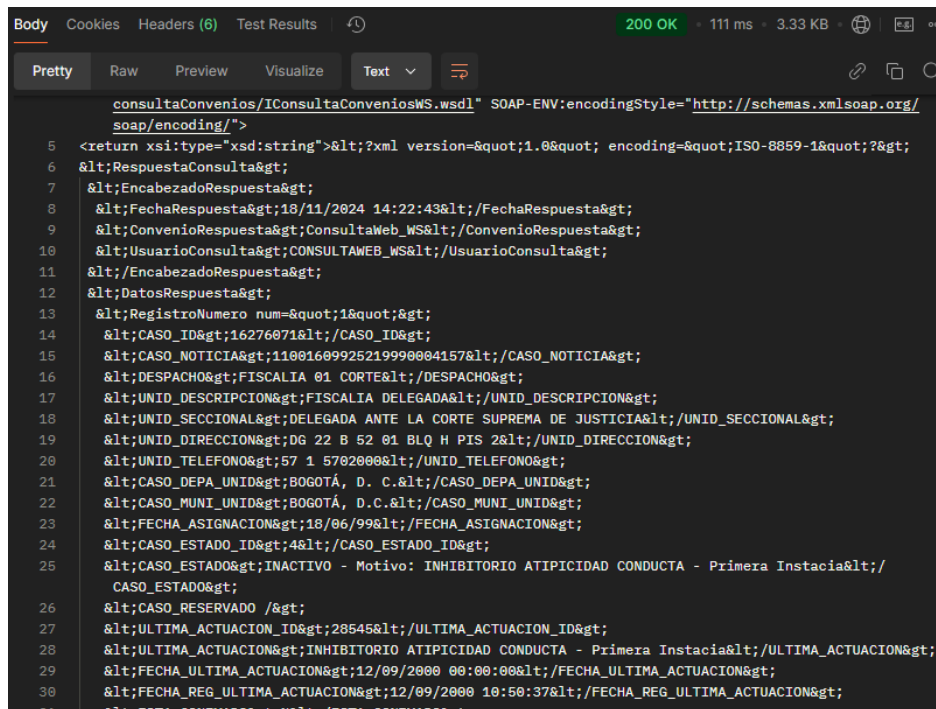 Body Cookies Headers (6) Test Results 200 OK 111 ms 3.33 KB e.g.
Pretty Raw Preview Visualize Text
consultaConvenios/IConsultaConveniosWS.wsdl" SOAP-ENV:encodingStyle="http://schemas.xmlsoap.org/
soap/encoding/">
5 <return xsi:type="xsd:string">&lt;?xml version=&quot;1.0&quot; encoding=&quot;ISO-8859-1&quot;?&gt;
6 &lt;RespuestaConsulta&gt;
7 &lt;EncabezadoRespuesta&gt;
8 &lt;FechaRespuesta&gt;18/11/2024 14:22:43&lt;/FechaRespuesta&gt;
9 &lt;ConvenioRespuesta&gt;ConsultaWeb_WS&lt;/ConvenioRespuesta&gt;
10 &lt;UsuarioConsulta&gt;CONSULTAWEB_WS&lt;/UsuarioConsulta&gt;
11 &lt;/EncabezadoRespuesta&gt;
12 &lt;DatosRespuesta&gt;
13 &lt;RegistroNumero num=&quot;1&quot;&gt;
14 &lt;CASO_ID&gt;16276071&lt;/CASO_ID&gt;
15 &lt;CASO_NOTICIA&gt;11001609925219990004157&lt;/CASO_NOTICIA&gt;
16 &lt;DESPACHO&gt;FISCALIA 01 CORTE&lt;/DESPACHO&gt;
17 &lt;UNID_DESCRIPCION&gt;FISCALIA DELEGADA&lt;/UNID_DESCRIPCION&gt;
18 &lt;UNID_SECCIONAL&gt;DELEGADA ANTE LA CORTE SUPREMA DE JUSTICIA&lt;/UNID_SECCIONAL&gt;
19 &lt;UNID_DIRECCION&gt;DG 22 B 52 01 BLQ H PIS 2&lt;/UNID_DIRECCION&gt;
20 &lt;UNID_TELEFONO&gt;57 1 5702000&lt;/UNID_TELEFONO&gt;
21 &lt;CASO_DEPA_UNID&gt;BOGOTÁ, D. C.&lt;/CASO_DEPA_UNID&gt;
22 &lt;CASO_MUNI_UNID&gt;BOGOTÁ, D.C.&lt;/CASO_MUNI_UNID&gt;
23 &lt;FECHA_ASIGNACION&gt;18/06/99&lt;/FECHA_ASIGNACION&gt;
24 &lt;CASO_ESTADO_ID&gt;4&lt;/CASO_ESTADO_ID&gt;
25 &lt;CASO_ESTADO&gt;INACTIVO - Motivo: INHIBITORIO ATIPICIDAD CONDUCTA - Primera Instacia&lt;/
CASO_ESTADO&gt;
26 &lt;CASO_RESERVADO /&gt;
27 &lt;ULTIMA_ACTUACION_ID&gt;28545&lt;/ULTIMA_ACTUACION_ID&gt;
28 &lt;ULTIMA_ACTUACION&gt;INHIBITORIO ATIPICIDAD CONDUCTA - Primera Instacia&lt;/ULTIMA_ACTUACION&gt;
29 &lt;FECHA_ULTIMA_ACTUACION&gt;12/09/2000 00:00:00&lt;/FECHA_ULTIMA_ACTUACION&gt;
30 &lt;FECHA_REG_ULTIMA_ACTUACION&gt;12/09/2000 10:50:37&lt;/FECHA_REG_ULTIMA_ACTUACION&gt;